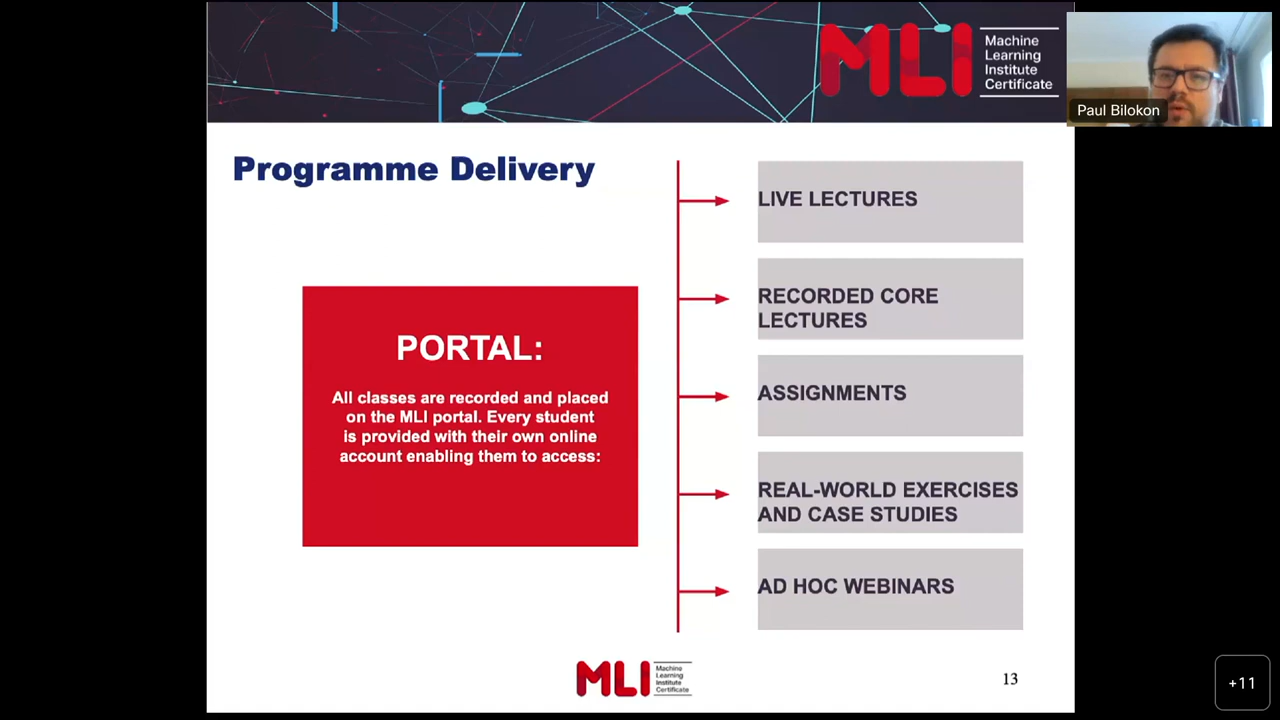 MLI
Machine
Learning
Institute
Certificate
Paul Bilokon
Programme Delivery
PORTAL:
All classes are recorded and placed
on the MLI portal. Every student
is provided with their own online
account enabling them to access:
LIVE LECTURES
RECORDED CORE
LECTURES
ASSIGNMENTS
REAL-WORLD EXERCISES
AND CASE STUDIES
AD HOC WEBINARS
MLI
Machine
Learning
Institute
Certificate
13
+11